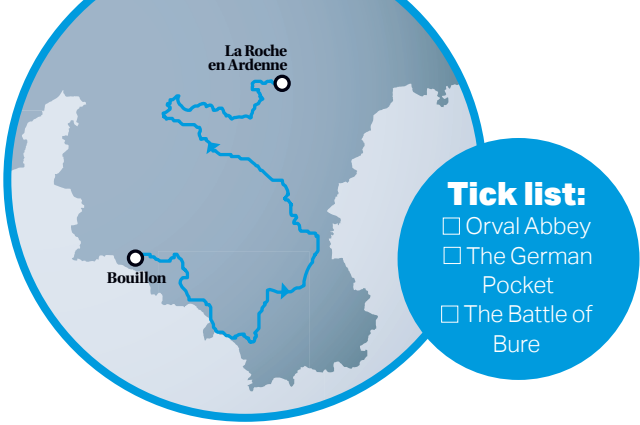 La Roche
en Ardenne
Bouillon
Tick list:
☐ Orval Abbey
☐ The German
Pocket
☐ The Battle of
Bure